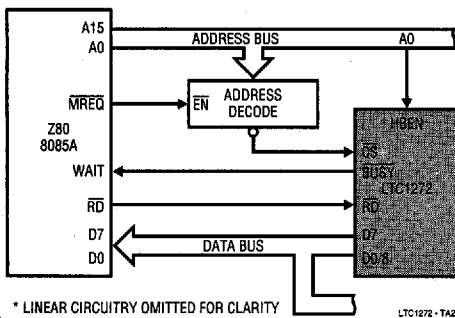 A15
A0
ADDRESS BUS
A0
MREQ
EN
ADDRESS
DECODE
HBEN
Z80
8085A
CS
WAIT
BUSY
LTC1272
RD
RD
D7
D7
D0
DATA BUS
D0/8
* LINEAR CIRCUITRY OMITTED FOR CLARITY
LTC1272 • TA2